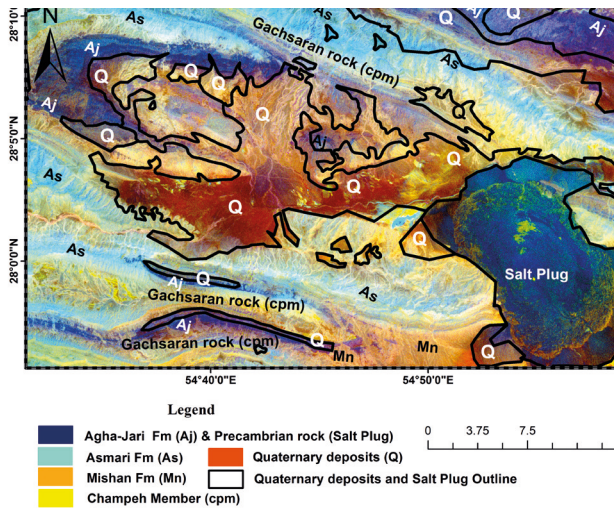 28°10'
N
As
Gachsaran rock (cpm)
As
Q
Q
Aj
Q
Q
Q
Q
Q
Aj
28°5'0"N
Q
Aj
Q
As
Q
Q
Q
28°0'0"N
As
Q
Aj
As
Salt Plug
Gachsaran rock (cpm)
Aj
Gachsaran rock (cpm)
Q
Mn
Mn
Q
54°40'0"E
54°50'0"E
Legend
Agha-Jari Fm (Aj) & Precambrian rock (Salt Plug)
Asmari Fm (As)
Quaternary deposits (Q)
Mishan Fm (Mn)
Quaternary deposits and Salt Plug Outline
Champeh Member (cpm)
0 3.75 7.5